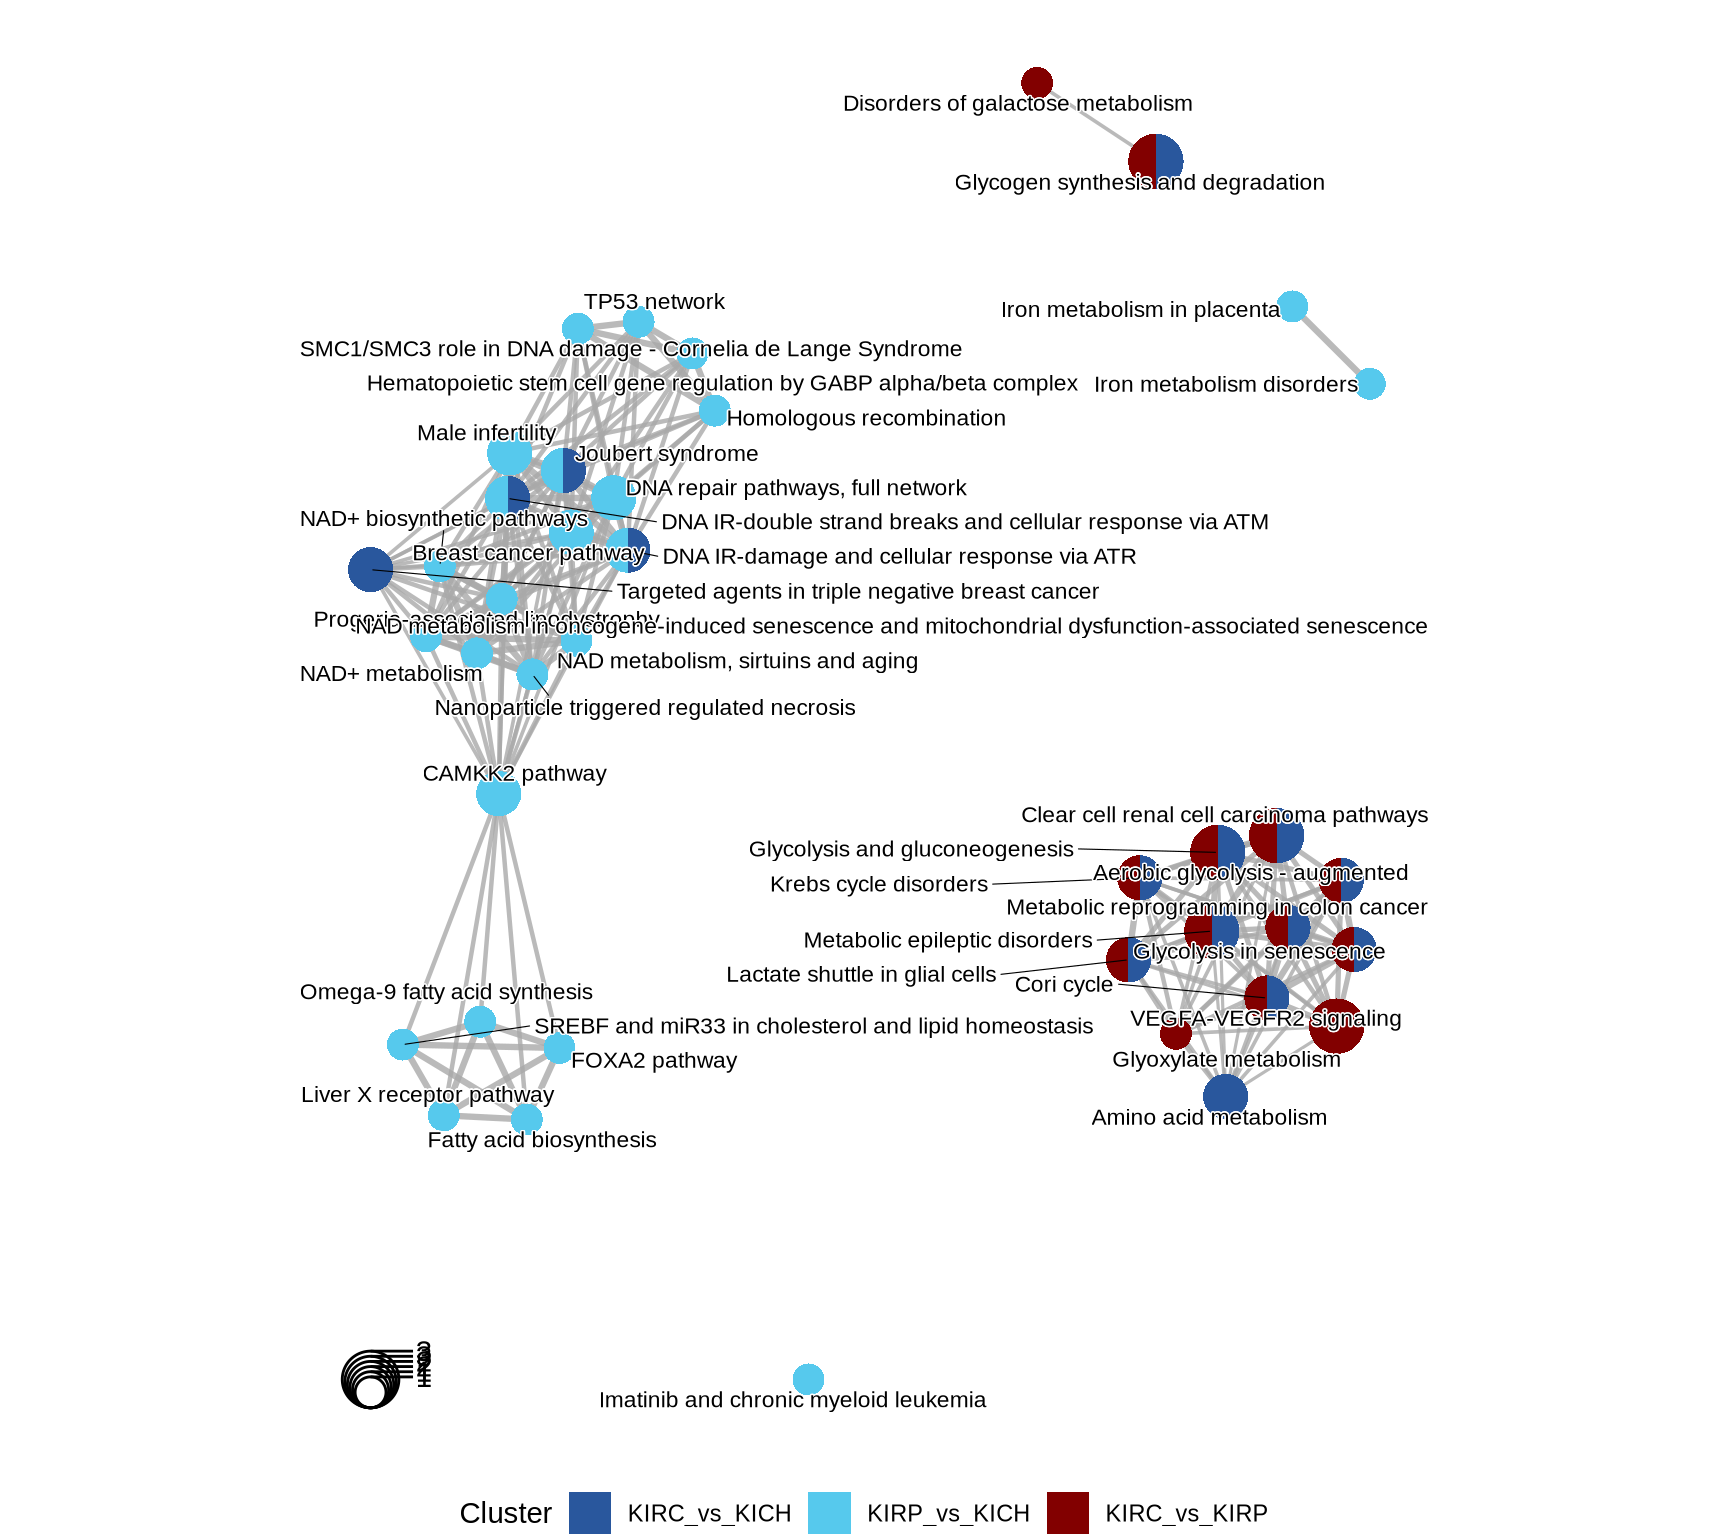 Disorders of galactose metabolism
Glycogen synthesis and degradation
TP53 network
Iron metabolism in placenta
SMC1/SMC3 role in DNA damage - Cornelia de Lange Syndrome
Hematopoietic stem cell gene regulation by GABP alpha/beta complex
Iron metabolism disorders
Homologous recombination
Male infertility
Joubert syndrome
DNA repair pathways, full network
NAD+ biosynthetic pathways
DNA IR-double strand breaks and cellular response via ATM
Breast cancer pathway
DNA IR-damage and cellular response via ATR
Targeted agents in triple negative breast cancer
Progeria-associated lipodystrophy
NAD metabolism in oncogene-induced senescence and mitochondrial dysfunction-associated senescence
NAD metabolism, sirtuins and aging
NAD+ metabolism
Nanoparticle triggered regulated necrosis
CAMKK2 pathway
Clear cell renal cell carcinoma pathways
Glycolysis and gluconeogenesis
Aerobic glycolysis - augmented
Krebs cycle disorders
Metabolic reprogramming in colon cancer
Metabolic epileptic disorders
Glycolysis in senescence
Lactate shuttle in glial cells
Cori cycle
Omega-9 fatty acid synthesis
VEGFA-VEGFR2 signaling
SREBF and miR33 in cholesterol and lipid homeostasis
FOXA2 pathway
Glyoxylate metabolism
Liver X receptor pathway
Amino acid metabolism
Fatty acid biosynthesis
Imatinib and chronic myeloid leukemia
Cluster
KIRC_vs_KICH
KIRP_vs_KICH
KIRC_vs_KIRP